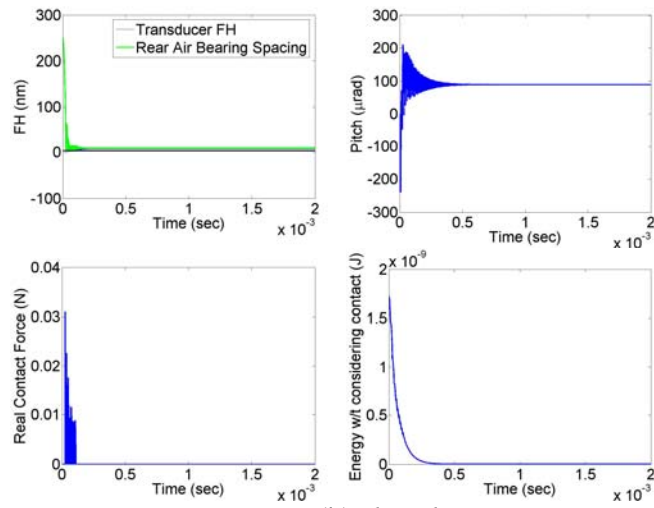 FH (nm)
300
200
100
0
-100
0
0.5
1
1.5
2
Time (sec)
x 10⁻³
Transducer FH
Rear Air Bearing Spacing
Pitch (μrad)
300
200
100
0
-100
-200
-300
0
0.5
1
1.5
2
Time (sec)
x 10⁻³
Real Contact Force (N)
0.04
0.03
0.02
0.01
0
0
0.5
1
1.5
2
Time (sec)
x 10⁻³
Energy w/t considering contact (J)
x 10⁻⁹
2
1.5
1
0.5
0
0
0.5
1
1.5
2
Time (sec)
x 10⁻³